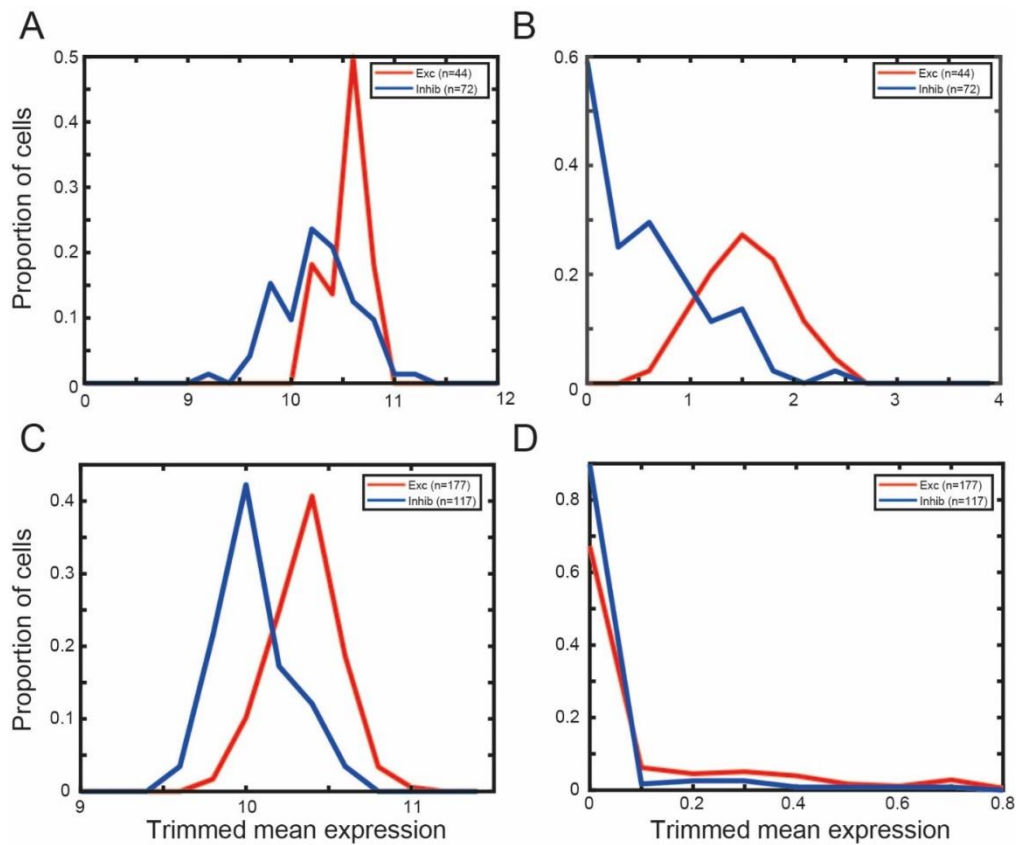 A
B
0.5
0.4
0.3
0.2
0.1
0
Proportion of cells
Exc (n=44)
Inhib (n=72)
0 9 10 11 12
0.6
0.4
0.2
0
Exc (n=44)
Inhib (n=72)
0 1 2 3 4
C
D
0.4
0.3
0.2
0.1
0
Proportion of cells
Exc (n=177)
Inhib (n=117)
9 10 11
Trimmed mean expression
0.8
0.6
0.4
0.2
0
Exc (n=177)
Inhib (n=117)
0 0.2 0.4 0.6 0.8
Trimmed mean expression